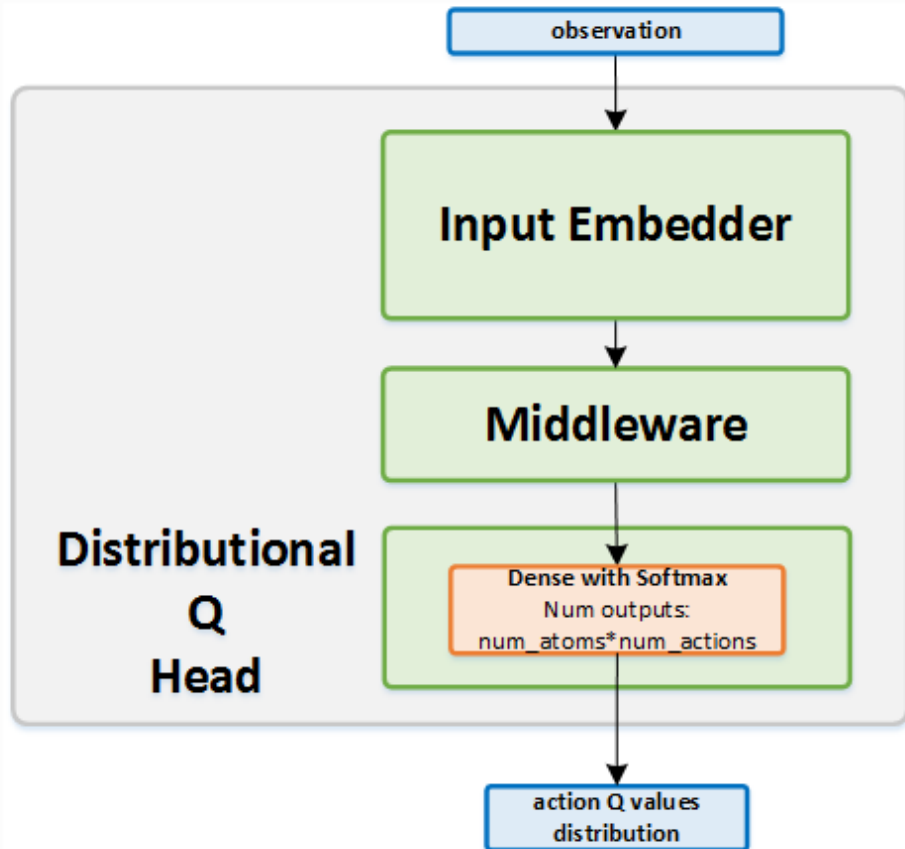 observation
Input Embedder
Middleware
Distributional
Q
Head
Dense with Softmax
Num outputs:
num_atoms*num_actions
action Q values
distribution